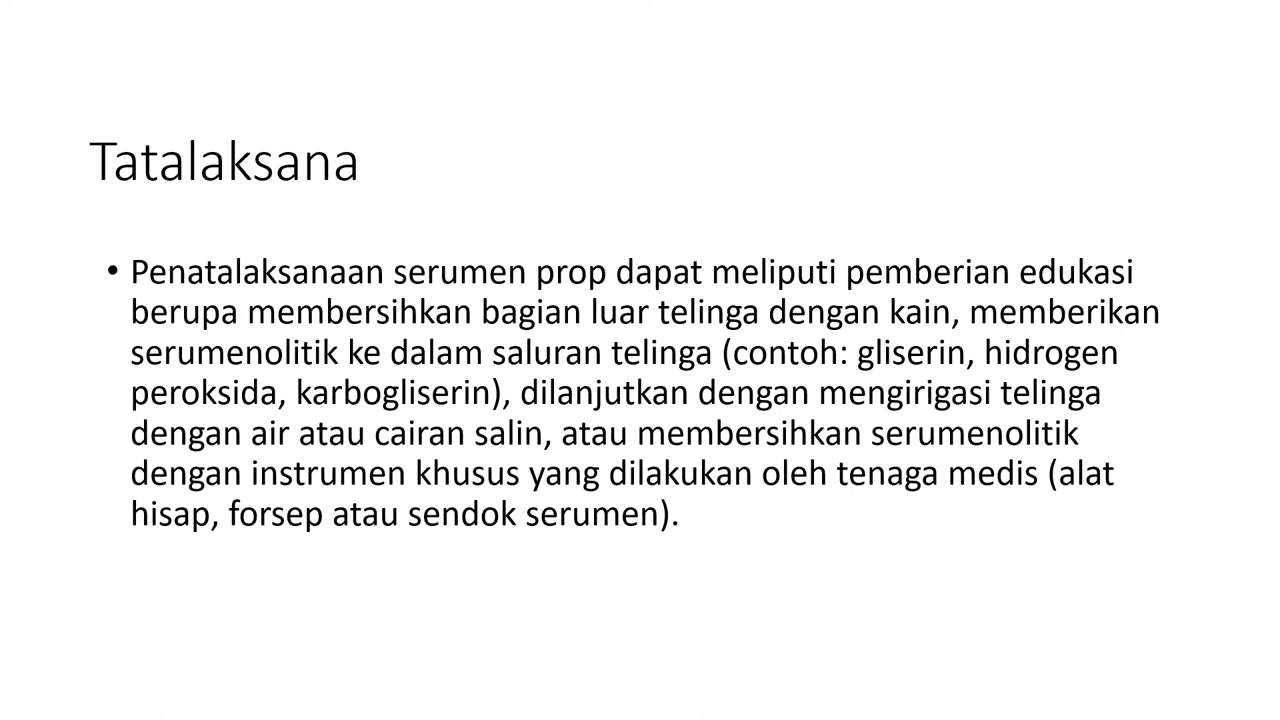 Tatalaksana
• Penatalaksanaan serumen prop dapat meliputi pemberian edukasi
berupa membersihkan bagian luar telinga dengan kain, memberikan
serumenolitik ke dalam saluran telinga (contoh: gliserin, hidrogen
peroksida, karbogliserin), dilanjutkan dengan mengirigasi telinga
dengan air atau cairan salin, atau membersihkan serumenolitik
dengan instrumen khusus yang dilakukan oleh tenaga medis (alat
hisap, forsep atau sendok serumen).